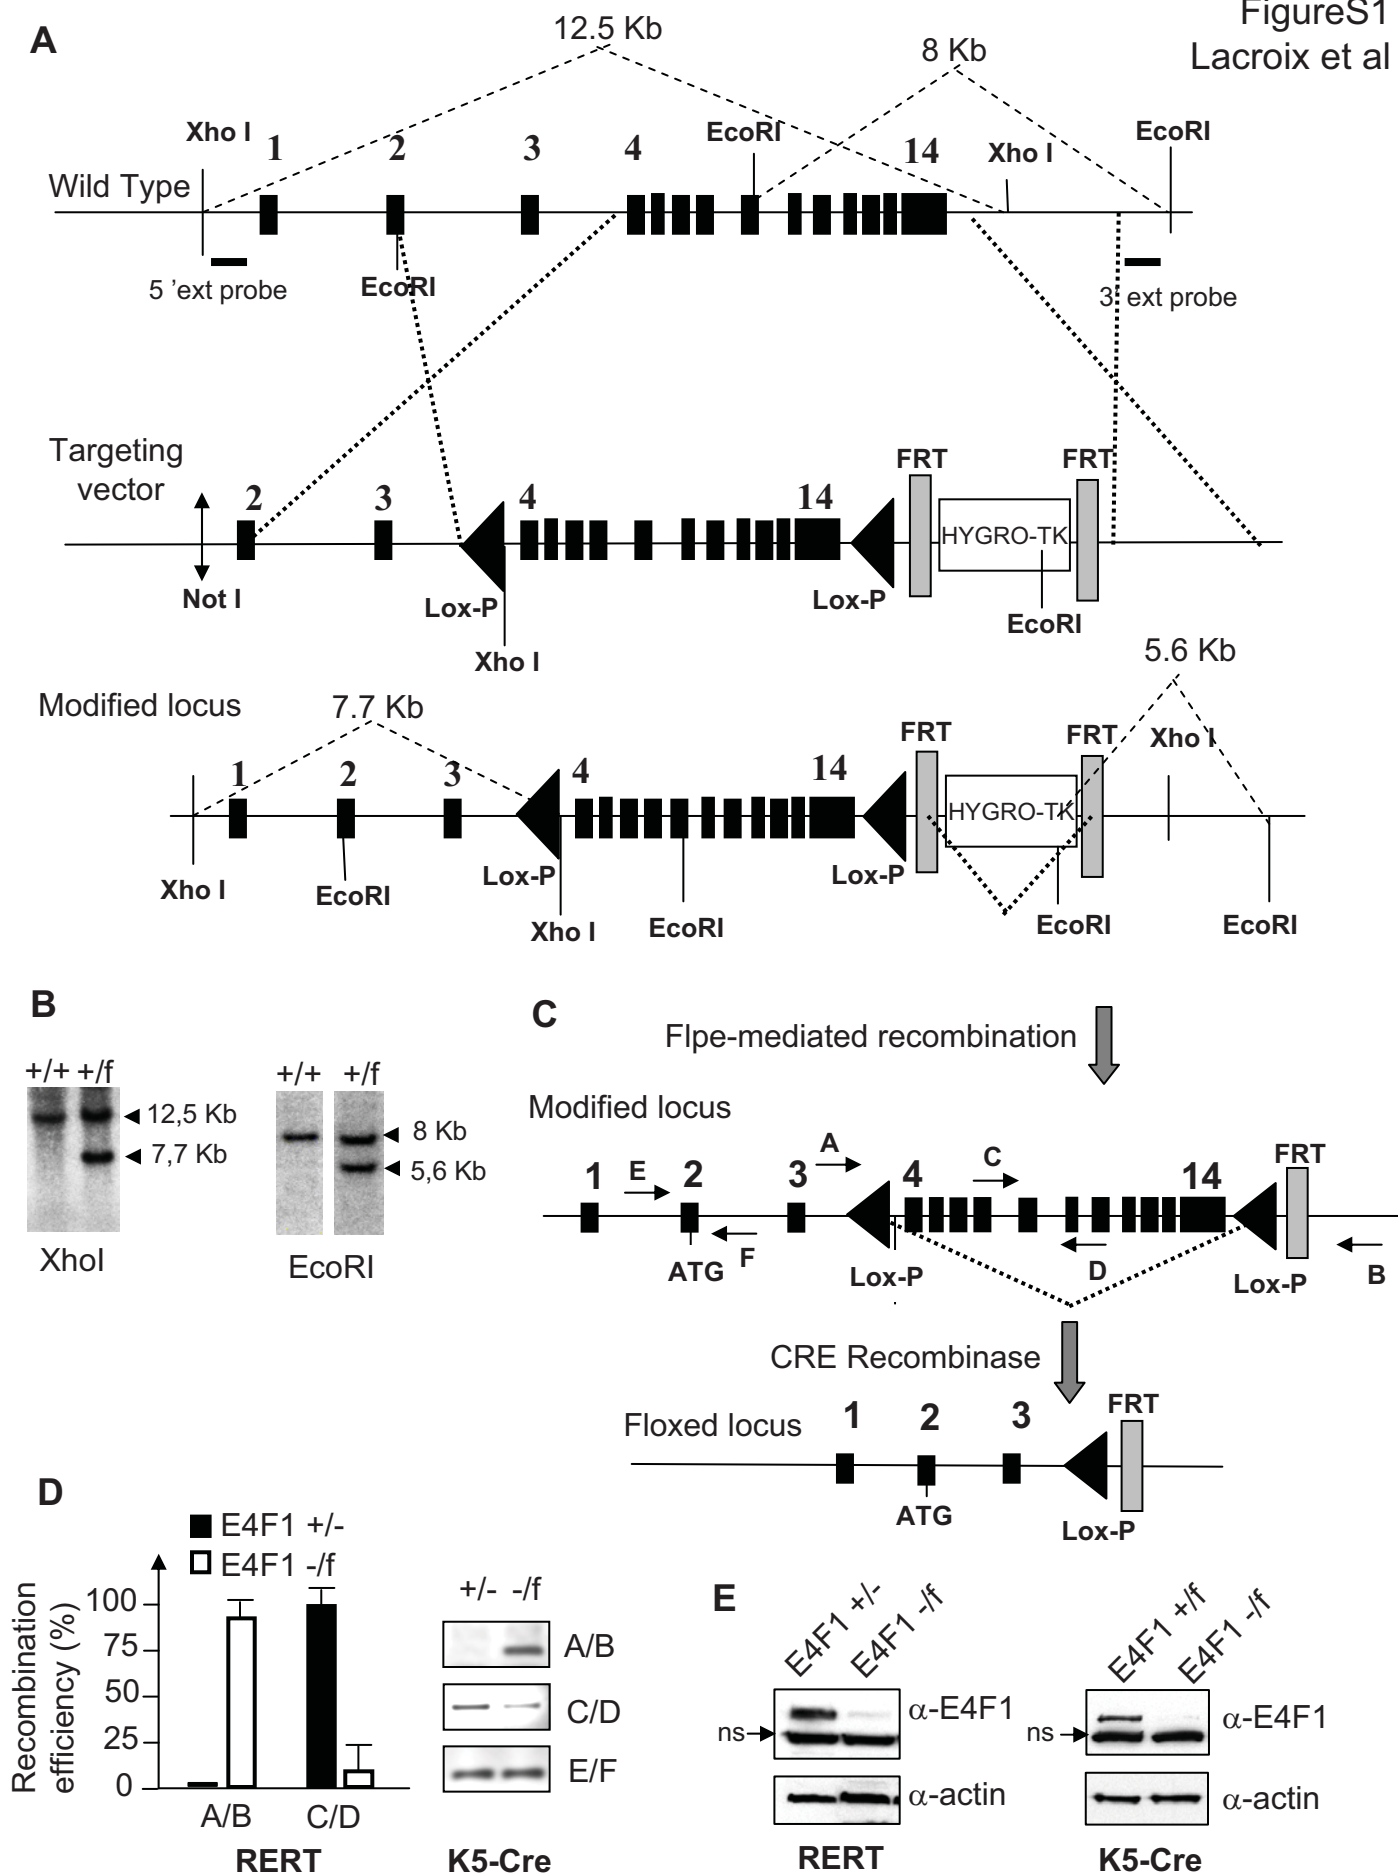 FigureS1
Lacroix et al
A
12.5 Kb
8 Kb
Xho I
1
2
3
4
EcoRI
14
Xho I
EcoRI
Wild Type
5 'ext probe
EcoRI
3' ext probe
Targeting
vector
2
3
4
14
FRT
FRT
HYGRO-TK
Not I
Lox-P
Xho I
Lox-P
EcoRI
5.6 Kb
Modified locus
7.7 Kb
FRT
FRT
Xho I
1
2
3
4
14
HYGRO-TK
Xho I
EcoRI
Lox-P
Xho I
EcoRI
Lox-P
EcoRI
EcoRI
B
+/+ +/f
12,5 Kb
7,7 Kb
XhoI
+/+ +/f
8 Kb
5,6 Kb
EcoRI
C
Flpe-mediated recombination
Modified locus
1
E
2
3
A
4
C
14
FRT
ATG
F
Lox-P
D
Lox-P
B
CRE Recombinase
Floxed locus
1
2
3
FRT
ATG
Lox-P
D
E4F1 +/-
E4F1 -/f
Recombination
efficiency (%)
100
75
50
25
0
A/B
C/D
RERT
+/- -/f
A/B
C/D
E/F
K5-Cre
E
E4F1 +/-
E4F1 -/f
ns
α-E4F1
α-actin
RERT
E4F1 +/f
E4F1 -/f
ns
α-E4F1
α-actin
K5-Cre